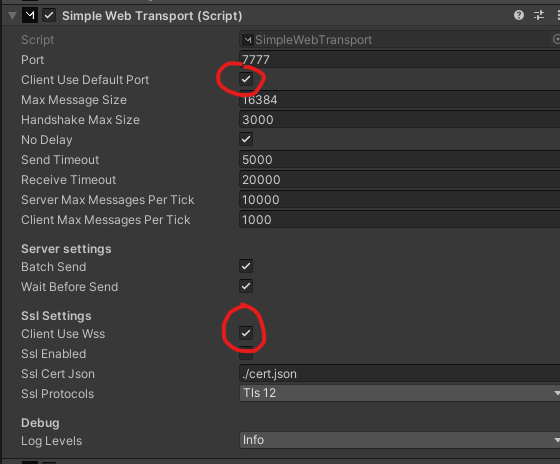 Simple Web Transport (Script)
Script SimpleWebTransport
Port 7777
Client Use Default Port
Max Message Size 16384
Handshake Max Size 3000
No Delay
Send Timeout 5000
Receive Timeout 20000
Server Max Messages Per Tick 10000
Client Max Messages Per Tick 1000
Server settings
Batch Send
Wait Before Send
Ssl Settings
Client Use Wss
Ssl Enabled
Ssl Cert Json ./cert.json
Ssl Protocols Tls 12
Debug
Log Levels Info